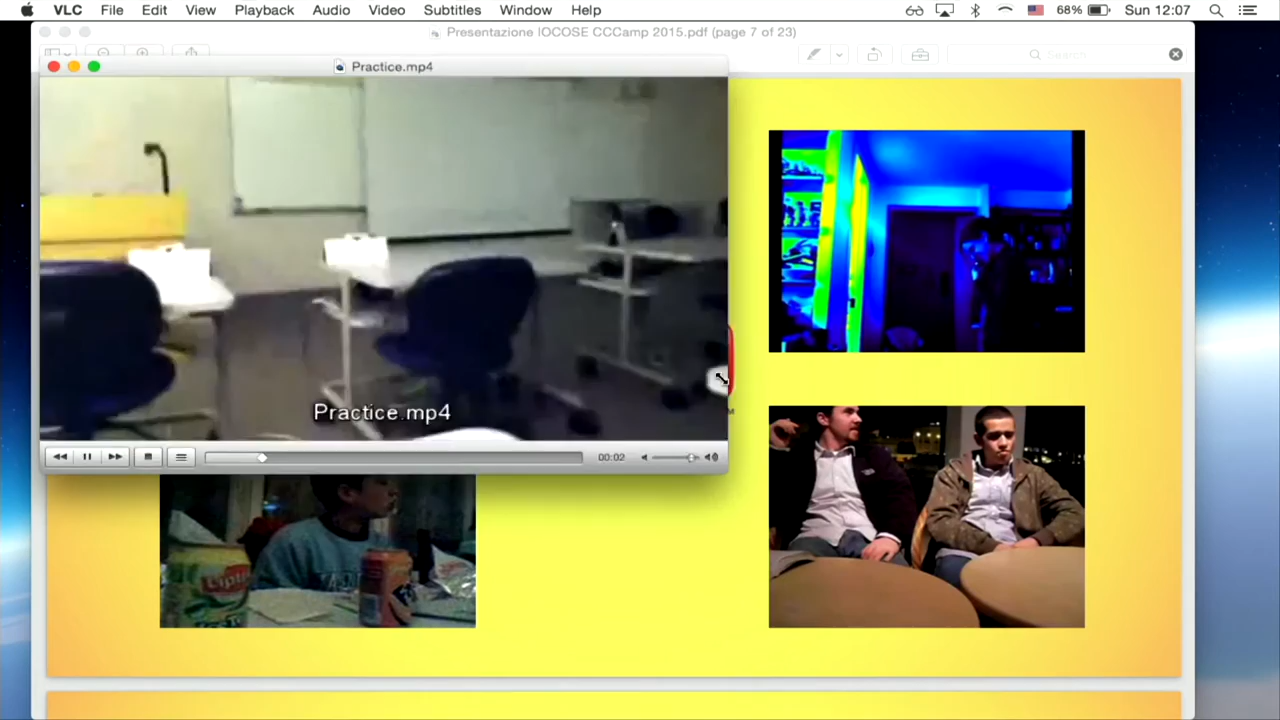 VLC File Edit View Playback Audio Video Subtitles Window Help 68% Sun 12:07
Presentazione IOCOSE CCCamp 2015.pdf (page 7 of 23)
Search
Practice.mp4
Practice.mp4
00:02
Lipton